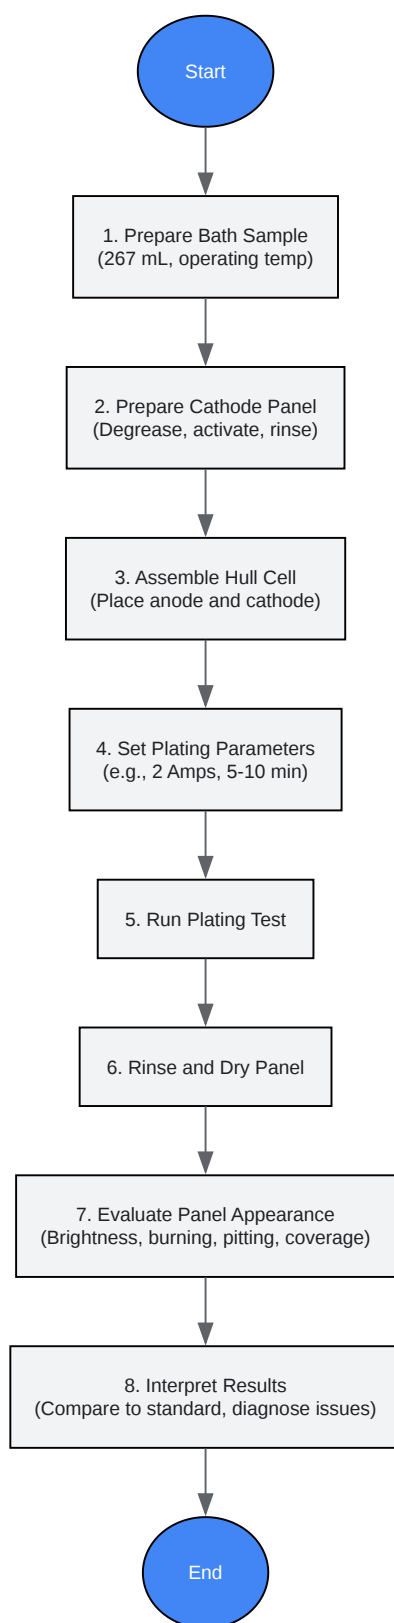 Start
1. Prepare Bath Sample
(267 mL, operating temp)
2. Prepare Cathode Panel
(Degrease, activate, rinse)
3. Assemble Hull Cell
(Place anode and cathode)
4. Set Plating Parameters
(e.g., 2 Amps, 5-10 min)
5. Run Plating Test
6. Rinse and Dry Panel
7. Evaluate Panel Appearance
(Brightness, burning, pitting, coverage)
8. Interpret Results
(Compare to standard, diagnose issues)
End